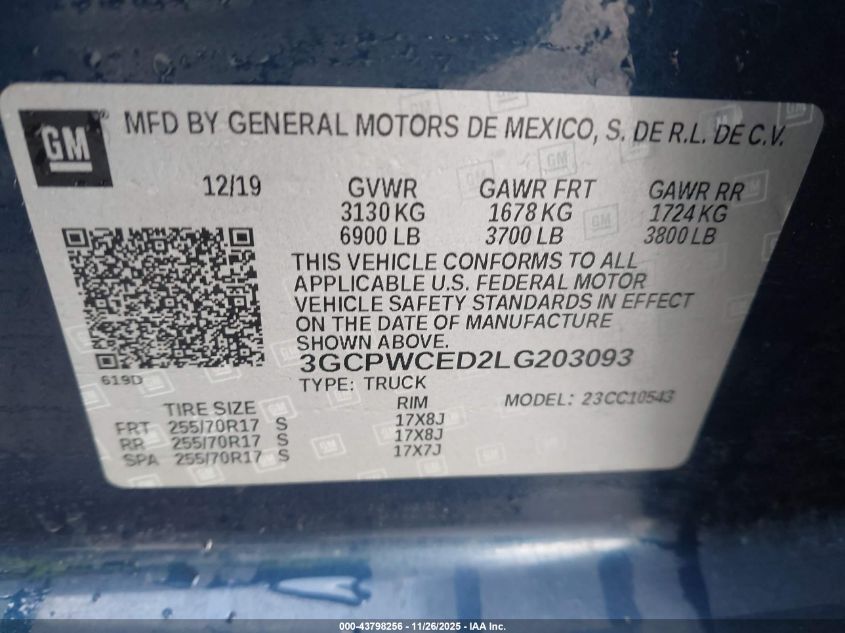 GM MFD BY GENERAL MOTORS DE MEXICO, S. DE R.L. DE C.V.
12/19 GVWR GAWR FRT GAWR RR
3130 KG 1678 KG 1724 KG
6900 LB 3700 LB 3800 LB
THIS VEHICLE CONFORMS TO ALL
APPLICABLE U.S. FEDERAL MOTOR
VEHICLE SAFETY STANDARDS IN EFFECT
ON THE DATE OF MANUFACTURE
SHOWN ABOVE.
3GCPWCED2LG203093
619D TYPE: TRUCK
TIRE SIZE RIM MODEL: 23CC10543
FRT 255/70R17 S 17X8J
RR 255/70R17 S 17X8J
SPA 255/70R17 S 17X7J
000-43798256 - 11/26/2025 - IAA Inc.